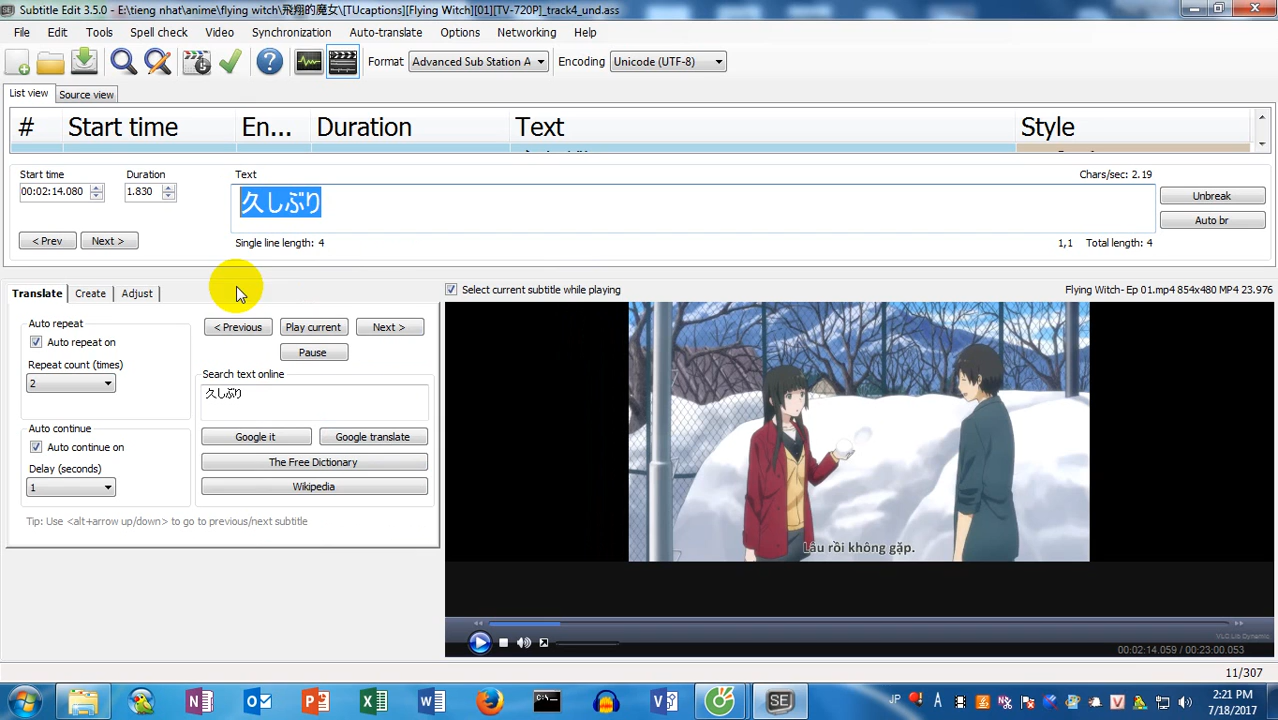 Subtitle Edit 3.5.0 - E:\tieng nhat\anime\flying witch\飛翔的魔女\[TUcaptions][Flying Witch][01][TV-720P]_track4_und.ass
File Edit Tools Spell check Video Synchronization Auto-translate Options Networking Help
Format Advanced Sub Station A Encoding Unicode (UTF-8)
List view Source view
# Start time En... Duration Text Style
Start time Duration Text Chars/sec: 2.19
00:02:14.080 1.830 久しぶり Unbreak
Auto br
< Prev Next > Single line length: 4 1,1 Total length: 4
Translate Create Adjust Select current subtitle while playing Flying Witch- Ep 01.mp4 854x480 MP4 23.976
Auto repeat < Previous Play current Next >
Auto repeat on Pause
Repeat count (times) Search text online
2 久しぶり
Auto continue Google it Google translate
Auto continue on The Free Dictionary
Delay (seconds)
1 Wikipedia
Tip: Use <alt+arrow up/down> to go to previous/next subtitle
Lâu rồi không gặp.
VLC Lib Dynamic
00:02:14.059 / 00:23:00.053
11/307
JP A 2:21 PM
7/18/2017